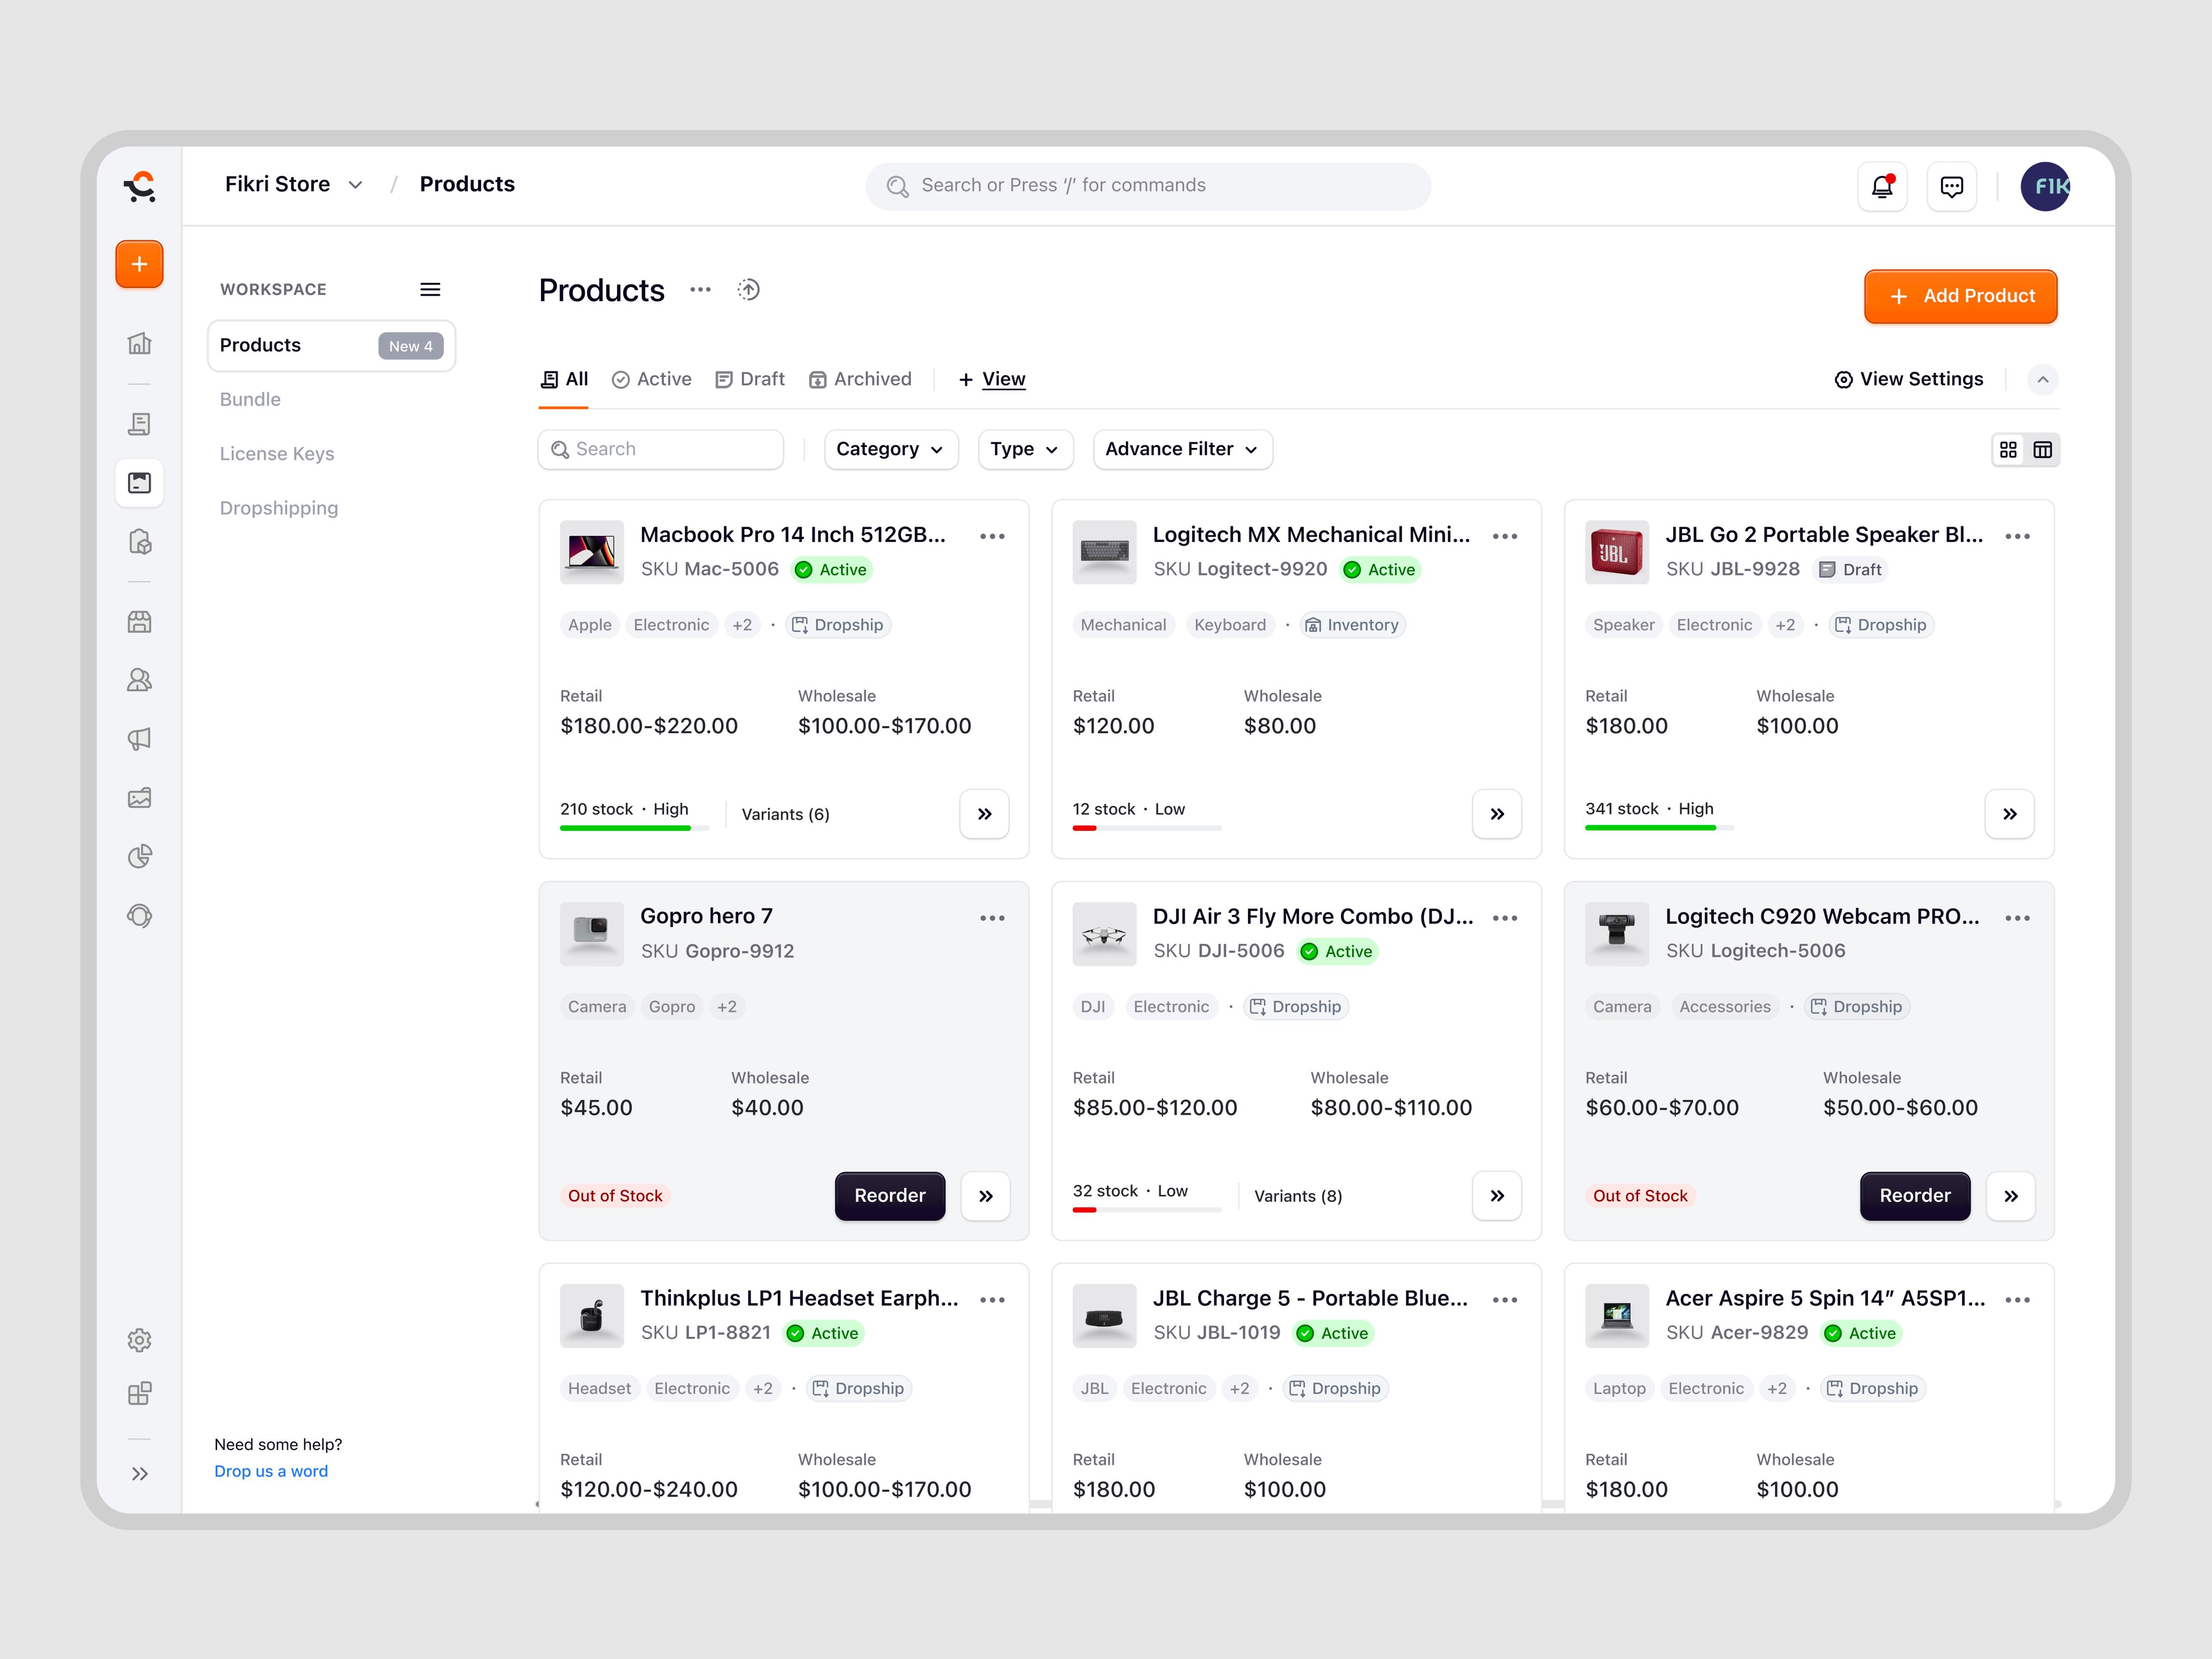 Fikri Store / Products
Search or Press ‘/’ for commands
F1K
WORKSPACE
Products
New 4
Bundle
License Keys
Dropshipping
Need some help?
Drop us a word
Products
+ Add Product
All
Active
Draft
Archived
+ View
View Settings
Search
Category
Type
Advance Filter
Macbook Pro 14 Inch 512GB...
SKU Mac-5006 Active
Apple Electronic +2 · Dropship
Retail Wholesale
$180.00-$220.00 $100.00-$170.00
210 stock · High Variants (6)
Logitech MX Mechanical Mini...
SKU Logitect-9920 Active
Mechanical Keyboard · Inventory
Retail Wholesale
$120.00 $80.00
12 stock · Low
JBL
JBL Go 2 Portable Speaker Bl...
SKU JBL-9928 Draft
Speaker Electronic +2 · Dropship
Retail Wholesale
$180.00 $100.00
341 stock · High
Gopro hero 7
SKU Gopro-9912
Camera Gopro +2
Retail Wholesale
$45.00 $40.00
Out of Stock Reorder
DJI Air 3 Fly More Combo (DJ...
SKU DJI-5006 Active
DJI Electronic · Dropship
Retail Wholesale
$85.00-$120.00 $80.00-$110.00
32 stock · Low Variants (8)
Logitech C920 Webcam PRO...
SKU Logitech-5006
Camera Accessories · Dropship
Retail Wholesale
$60.00-$70.00 $50.00-$60.00
Out of Stock Reorder
Thinkplus LP1 Headset Earph...
SKU LP1-8821 Active
Headset Electronic +2 · Dropship
Retail Wholesale
$120.00-$240.00 $100.00-$170.00
JBL Charge 5 - Portable Blue...
SKU JBL-1019 Active
JBL Electronic +2 · Dropship
Retail Wholesale
$180.00 $100.00
Acer Aspire 5 Spin 14” A5SP1...
SKU Acer-9829 Active
Laptop Electronic +2 · Dropship
Retail Wholesale
$180.00 $100.00